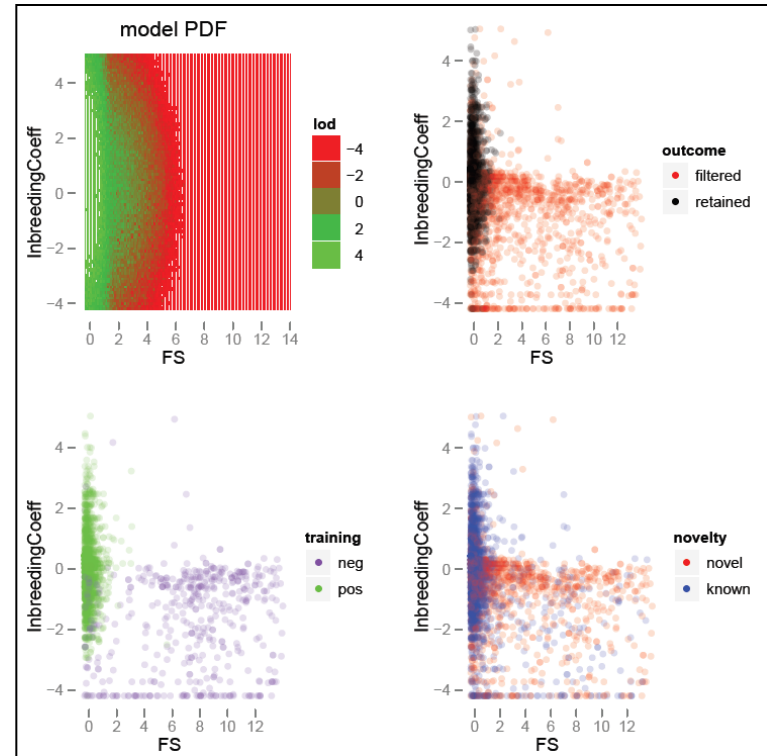 model PDF
4
2
0
−2
−4
InbreedingCoeff
0 2 4 6 8 10 12 14
FS
lod
−4
−2
0
2
4
4
2
0
−2
−4
InbreedingCoeff
0 2 4 6 8 10 12
FS
outcome
filtered
retained
4
2
0
−2
−4
InbreedingCoeff
0 2 4 6 8 10 12
FS
training
neg
pos
4
2
0
−2
−4
InbreedingCoeff
0 2 4 6 8 10 12
FS
novelty
novel
known